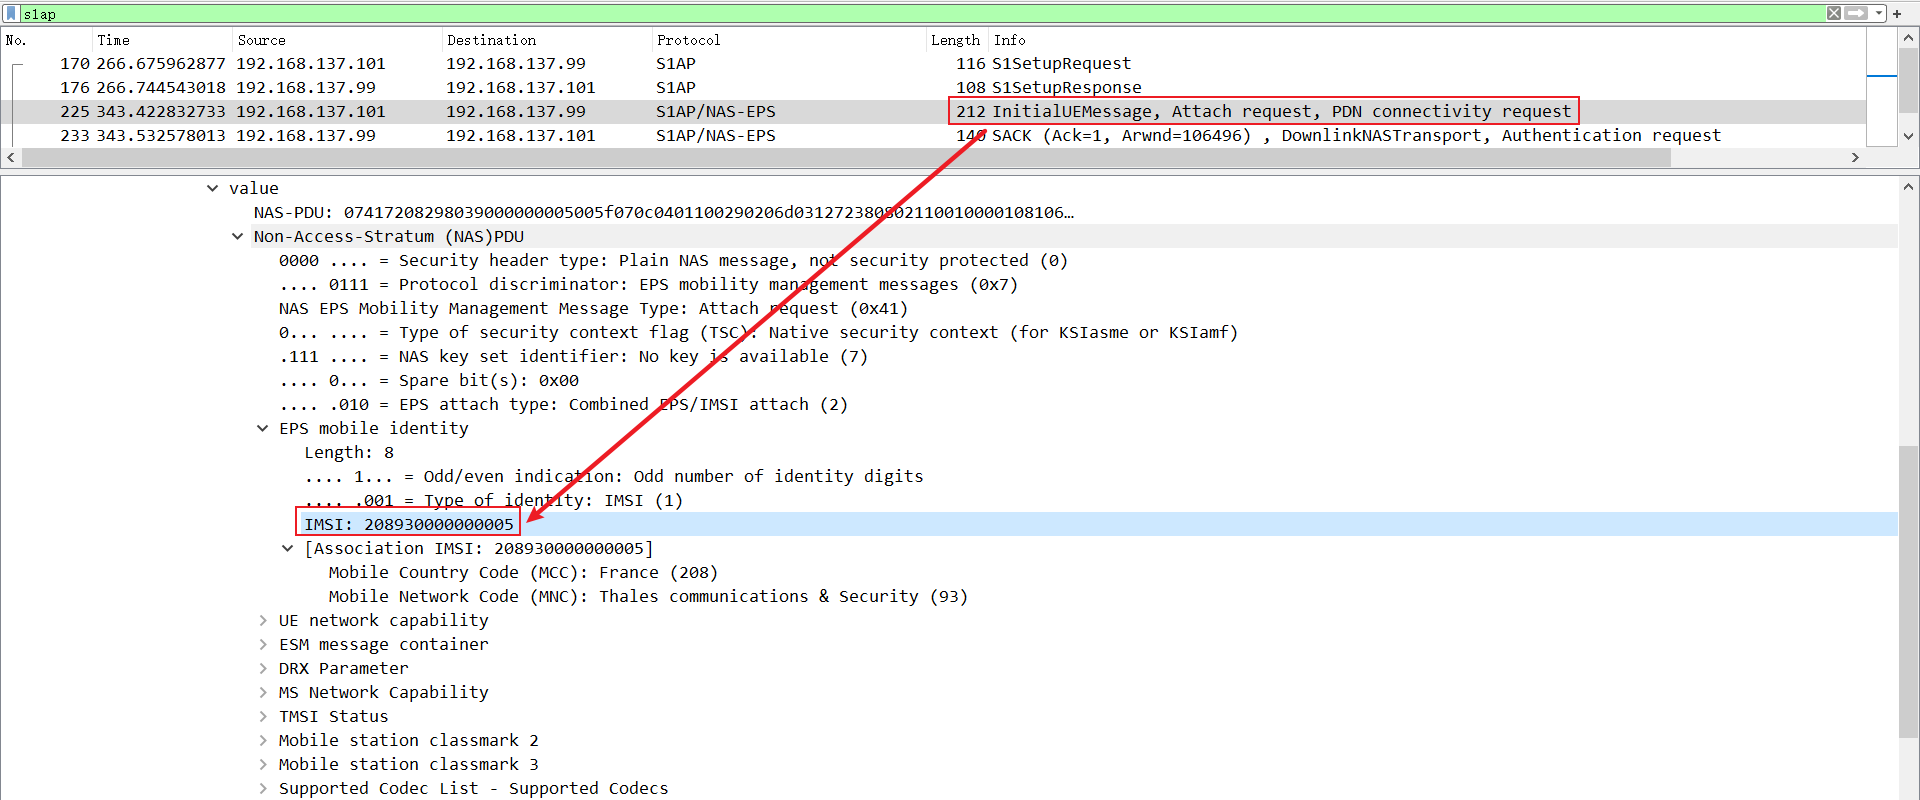 s1ap
No. Time Source Destination Protocol Length Info
170 266.675962877 192.168.137.101 192.168.137.99 S1AP 116 S1SetupRequest
176 266.744543018 192.168.137.99 192.168.137.101 S1AP 108 S1SetupResponse
225 343.422832733 192.168.137.101 192.168.137.99 S1AP/NAS-EPS 212 InitialUEMessage, Attach request, PDN connectivity request
233 343.532578013 192.168.137.99 192.168.137.101 S1AP/NAS-EPS 140 SACK (Ack=1, Arwnd=106496) , DownlinkNASTransport, Authentication request
value
NAS-PDU: 07417208298039000000005005f070c0401100290206d031272380802110010000108106…
Non-Access-Stratum (NAS)PDU
0000 .... = Security header type: Plain NAS message, not security protected (0)
.... 0111 = Protocol discriminator: EPS mobility management messages (0x7)
NAS EPS Mobility Management Message Type: Attach request (0x41)
0... .... = Type of security context flag (TSC): Native security context (for KSIasme or KSIamf)
.111 .... = NAS key set identifier: No key is available (7)
.... 0... = Spare bit(s): 0x00
.... .010 = EPS attach type: Combined EPS/IMSI attach (2)
EPS mobile identity
Length: 8
.... 1... = Odd/even indication: Odd number of identity digits
.... .001 = Type of identity: IMSI (1)
IMSI: 208930000000005
[Association IMSI: 208930000000005]
Mobile Country Code (MCC): France (208)
Mobile Network Code (MNC): Thales communications & Security (93)
UE network capability
ESM message container
DRX Parameter
MS Network Capability
TMSI Status
Mobile station classmark 2
Mobile station classmark 3
Supported Codec List - Supported Codecs